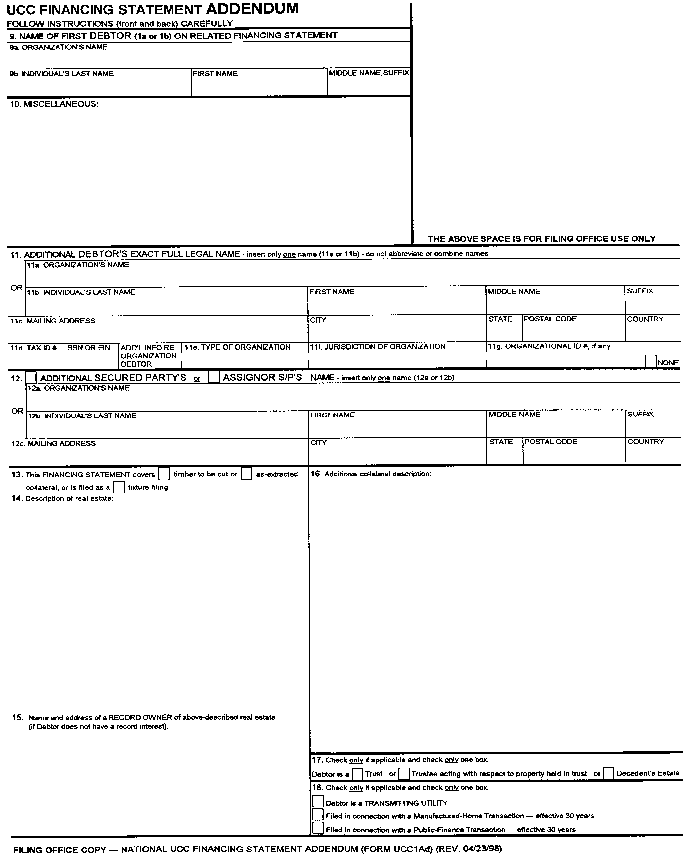 UCC FINANCING STATEMENT ADDENDUM
FOLLOW INSTRUCTIONS (front and back) CAREFULLY
9. NAME OF FIRST DEBTOR (1a or 1b) ON RELATED FINANCING STATEMENT
9a. ORGANIZATION'S NAME
9b. INDIVIDUAL'S LAST NAME FIRST NAME MIDDLE NAME, SUFFIX
10. MISCELLANEOUS:
THE ABOVE SPACE IS FOR FILING OFFICE USE ONLY
11. ADDITIONAL DEBTOR'S EXACT FULL LEGAL NAME - insert only one name (11a or 11b) - do not abbreviate or combine names
11a. ORGANIZATION'S NAME
OR
11b. INDIVIDUAL'S LAST NAME FIRST NAME MIDDLE NAME SUFFIX
11c. MAILING ADDRESS CITY STATE POSTAL CODE COUNTRY
11d. TAX ID #: SSN OR EIN ADD'L INFO RE ORGANIZATION DEBTOR 11e. TYPE OF ORGANIZATION 11f. JURISDICTION OF ORGANIZATION 11g. ORGANIZATIONAL ID #, if any
NONE
12. ADDITIONAL SECURED PARTY'S or ASSIGNOR S/P'S NAME - insert only one name (12a or 12b)
12a. ORGANIZATION'S NAME
OR
12b. INDIVIDUAL'S LAST NAME FIRST NAME MIDDLE NAME SUFFIX
12c. MAILING ADDRESS CITY STATE POSTAL CODE COUNTRY
13. This FINANCING STATEMENT covers timber to be cut or as-extracted
collateral, or is filed as a fixture filing.
14. Description of real estate:
16. Additional collateral description:
15. Name and address of a RECORD OWNER of above-described real estate
(if Debtor does not have a record interest):
17. Check only if applicable and check only one box.
Debtor is a Trust or Trustee acting with respect to property held in trust or Decedent's Estate
18. Check only if applicable and check only one box.
Debtor is a TRANSMITTING UTILITY
Filed in connection with a Manufactured-Home Transaction — effective 30 years
Filed in connection with a Public-Finance Transaction — effective 30 years
FILING OFFICE COPY — NATIONAL UCC FINANCING STATEMENT ADDENDUM (FORM UCC1Ad) (REV. 04/23/98)